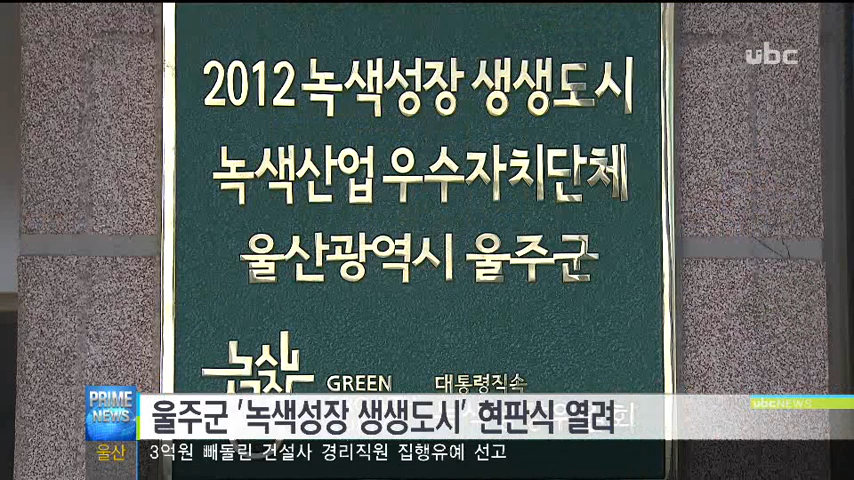 ubc
2012 녹색성장 생생도시
녹색산업 우수자치단체
울산광역시 울주군
GREEN 대통령직속
PRIME NEWS
울주군 '녹색성장 생생도시' 현판식 열려
ubc NEWS
울산
3억원 빼돌린 건설사 경리직원 집행유예 선고